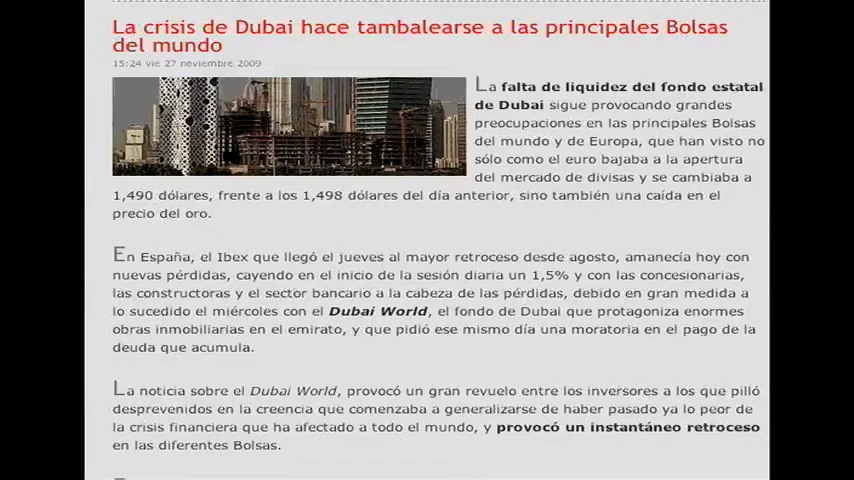 La crisis de Dubai hace tambalearse a las principales Bolsas
del mundo
15:24 vie 27 noviembre 2009
La falta de liquidez del fondo estatal
de Dubai sigue provocando grandes
preocupaciones en las principales Bolsas
del mundo y de Europa, que han visto no
sólo como el euro bajaba a la apertura
del mercado de divisas y se cambiaba a
1,490 dólares, frente a los 1,498 dólares del día anterior, sino también una caída en el
precio del oro.
En España, el Ibex que llegó el jueves al mayor retroceso desde agosto, amanecía hoy con
nuevas pérdidas, cayendo en el inicio de la sesión diaria un 1,5% y con las concesionarias,
las constructoras y el sector bancario a la cabeza de las pérdidas, debido en gran medida a
lo sucedido el miércoles con el Dubai World, el fondo de Dubai que protagoniza enormes
obras inmobiliarias en el emirato, y que pidió ese mismo día una moratoria en el pago de la
deuda que acumula.
La noticia sobre el Dubai World, provocó un gran revuelo entre los inversores a los que pilló
desprevenidos en la creencia que comenzaba a generalizarse de haber pasado ya lo peor de
la crisis financiera que ha afectado a todo el mundo, y provocó un instantáneo retroceso
en las diferentes Bolsas.